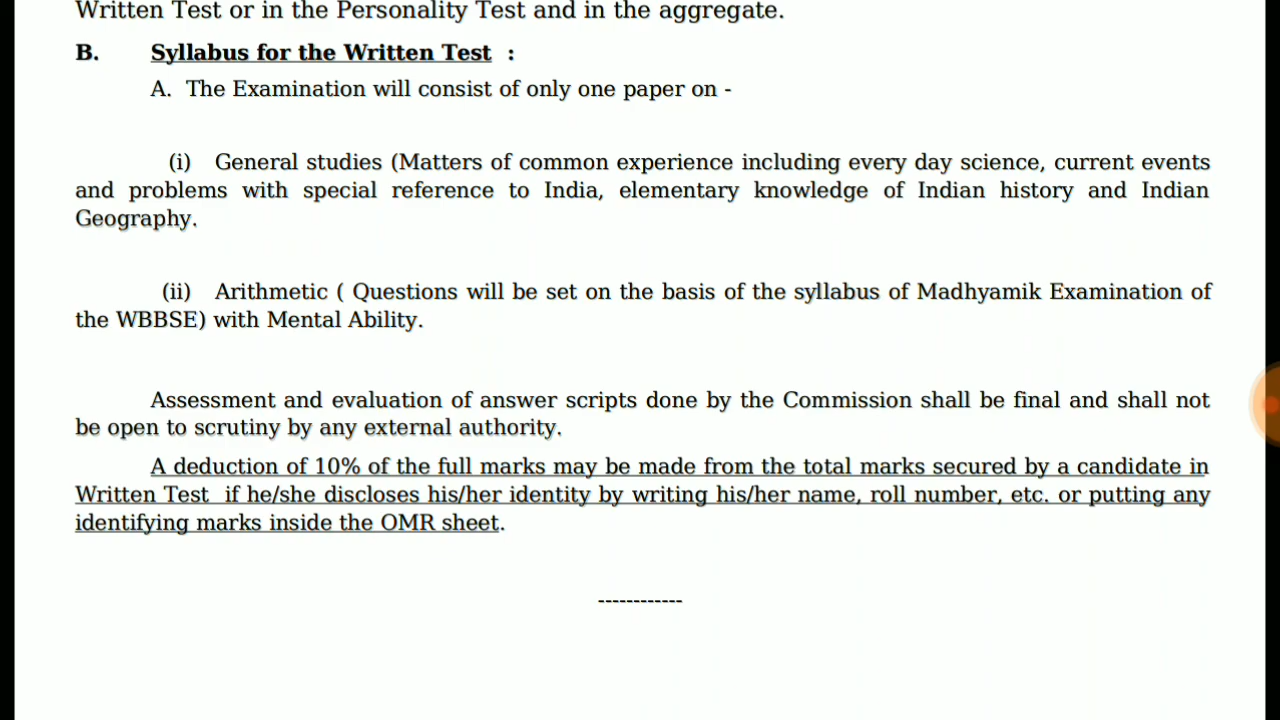 Written Test or in the Personality Test and in the aggregate.
B. Syllabus for the Written Test :
A. The Examination will consist of only one paper on -
(i) General studies (Matters of common experience including every day science, current events
and problems with special reference to India, elementary knowledge of Indian history and Indian
Geography.
(ii) Arithmetic ( Questions will be set on the basis of the syllabus of Madhyamik Examination of
the WBBSE) with Mental Ability.
Assessment and evaluation of answer scripts done by the Commission shall be final and shall not
be open to scrutiny by any external authority.
A deduction of 10% of the full marks may be made from the total marks secured by a candidate in
Written Test if he/she discloses his/her identity by writing his/her name, roll number, etc. or putting any
identifying marks inside the OMR sheet.
------------